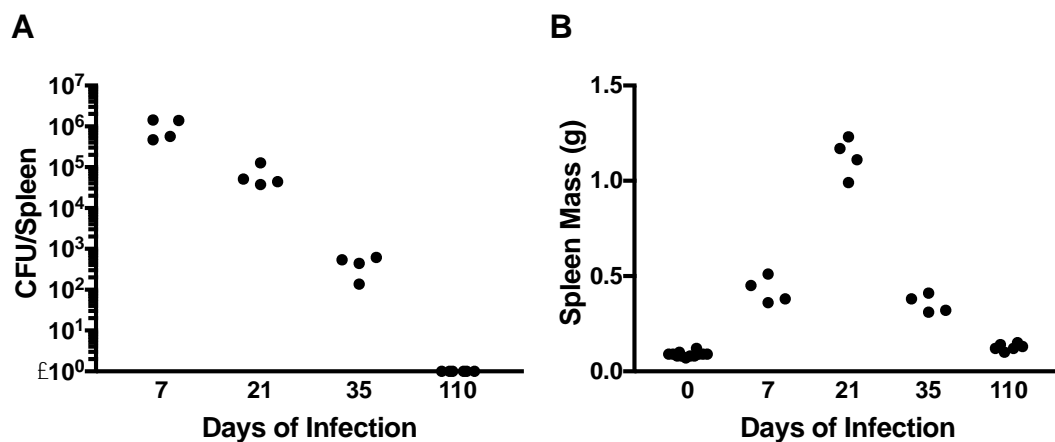 A
CFU/Spleen
10⁷
10⁶
10⁵
10⁴
10³
10²
10¹
£10⁰
7 21 35 110
Days of Infection
B
Spleen Mass (g)
1.5
1.0
0.5
0.0
0 7 21 35 110
Days of Infection